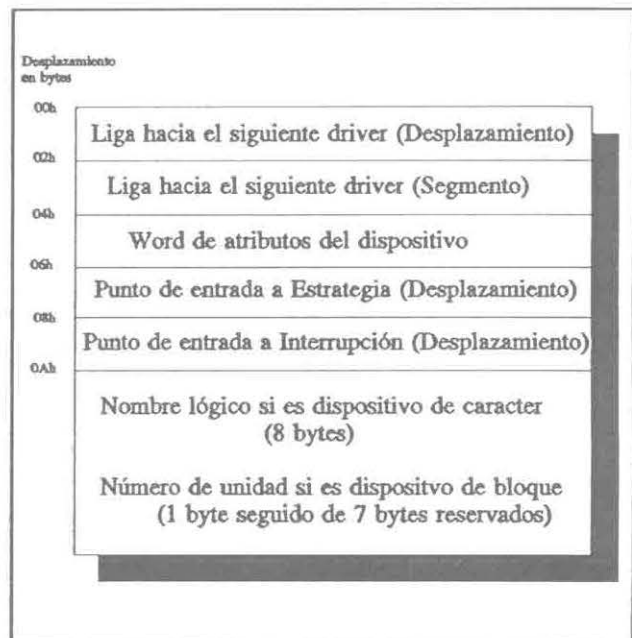 Desplazamiento
en bytes
00h
Liga hacia el siguiente driver (Desplazamiento)
02h
Liga hacia el siguiente driver (Segmento)
04h
Word de atributos del dispositivo
06h
Punto de entrada a Estrategia (Desplazamiento)
08h
Punto de entrada a Interrupción (Desplazamiento)
0Ah
Nombre lógico si es dispositivo de caracter
(8 bytes)
Número de unidad si es dispositvo de bloque
(1 byte seguido de 7 bytes reservados)